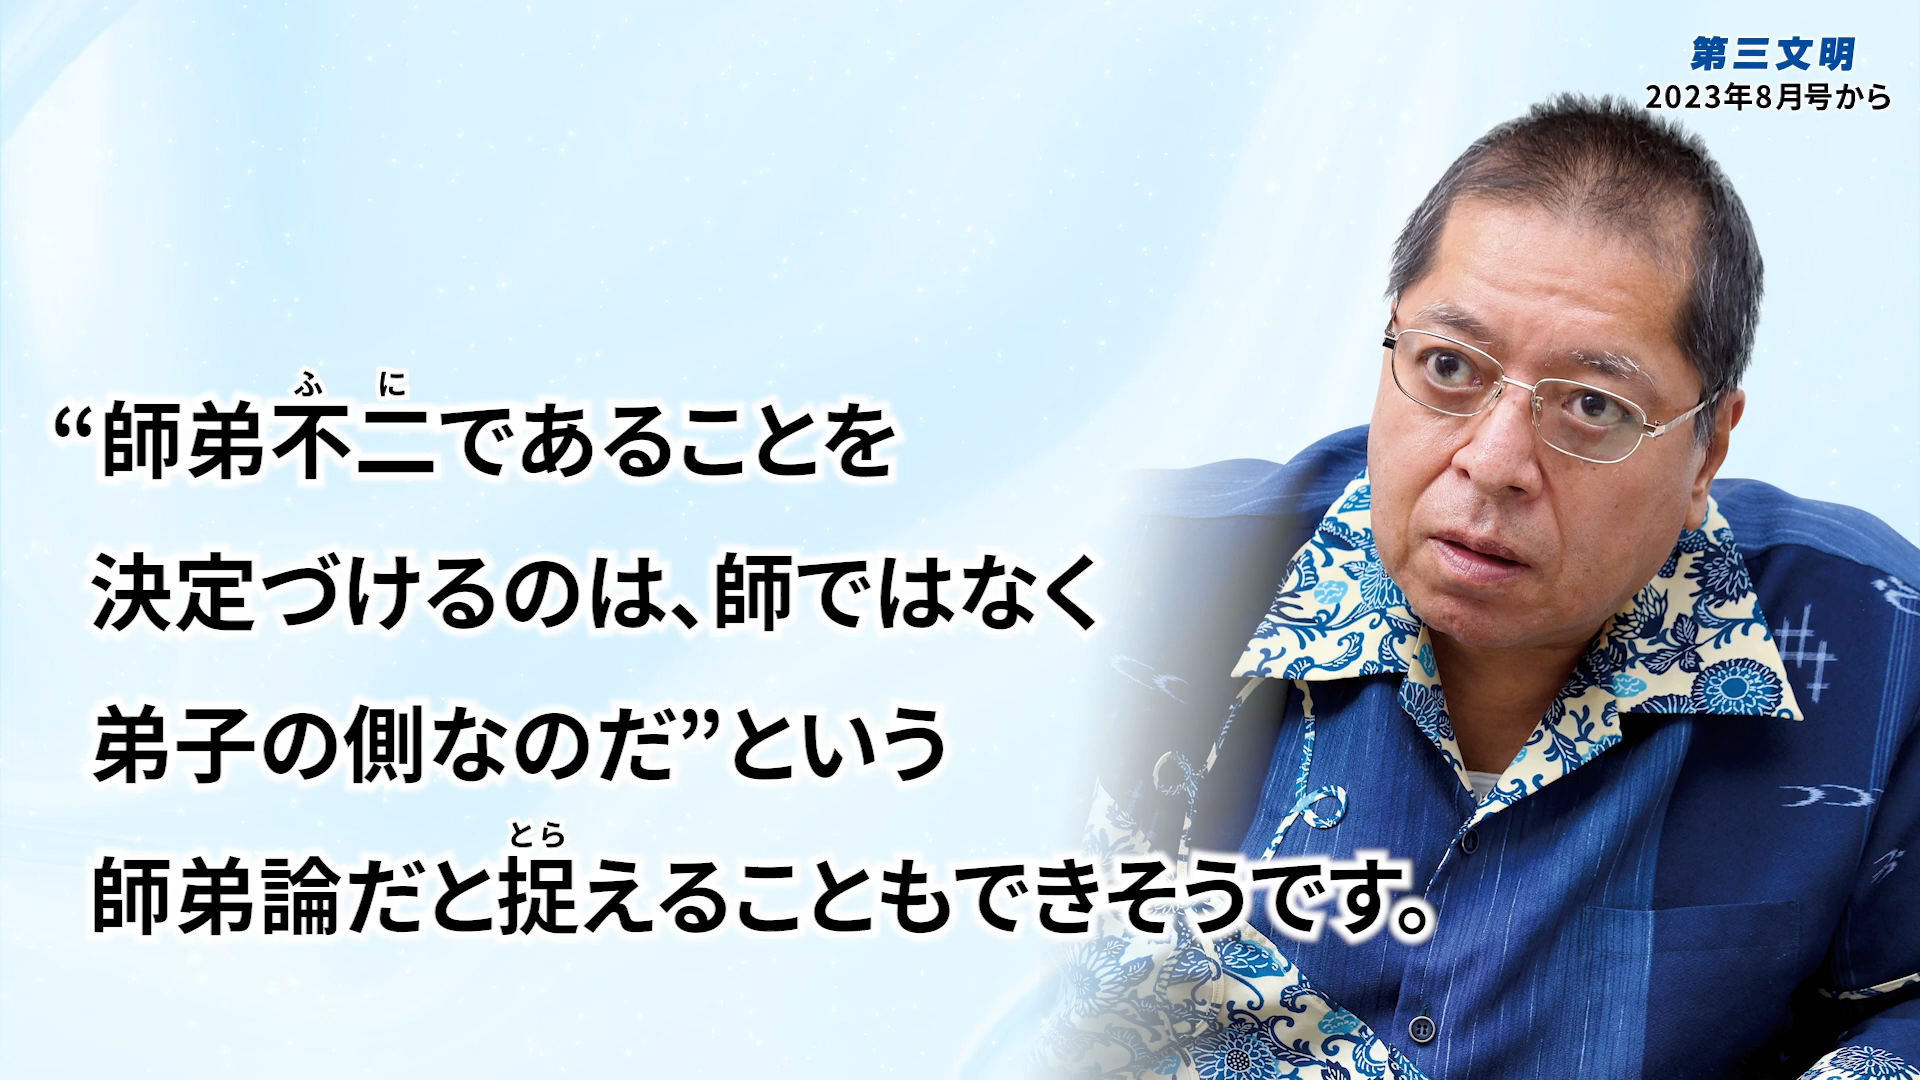 第三文明
2023年8月号から
“師弟不二であることを
ふに
決定づけるのは、師ではなく
弟子の側なのだ”という
とら
師弟論だと捉えることもできそうです。